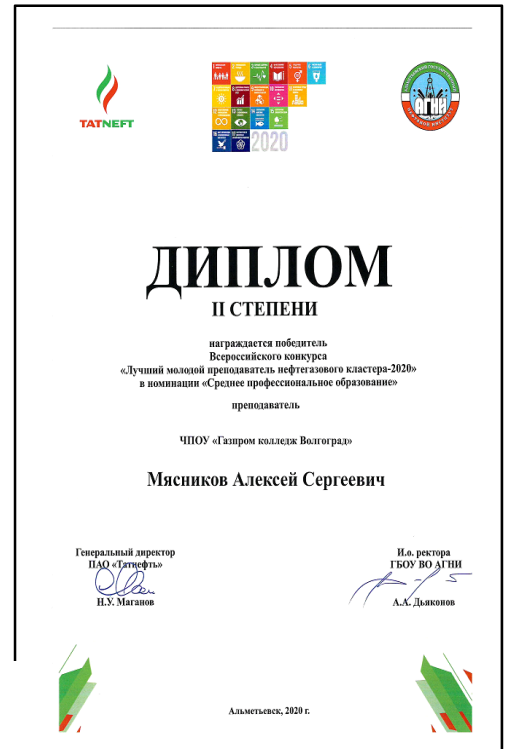 TATNEFT
АГНИ
2020
ДИПЛОМ
II СТЕПЕНИ
награждается победитель
Всероссийского конкурса
«Лучший молодой преподаватель нефтегазового кластера-2020»
в номинации «Среднее профессиональное образование»
преподаватель
ЧПОУ «Газпром колледж Волгоград»
Мясников Алексей Сергеевич
Генеральный директор
ПАО «Татнефть»
Н.У. Маганов
И.о. ректора
ГБОУ ВО АГНИ
А.А. Дьяконов
Альметьевск, 2020 г.